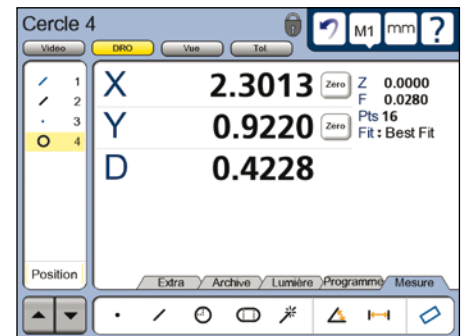 Cercle 4
M1 mm ?
Video DRO Vue Tol.
1
2
3
4
X 2.3013 Zero Z 0.0000
F 0.0280
Y 0.9220 Zero Pts 16
Fit : Best Fit
D 0.4228
Position
Extra Archive Lumière Programme Mesure